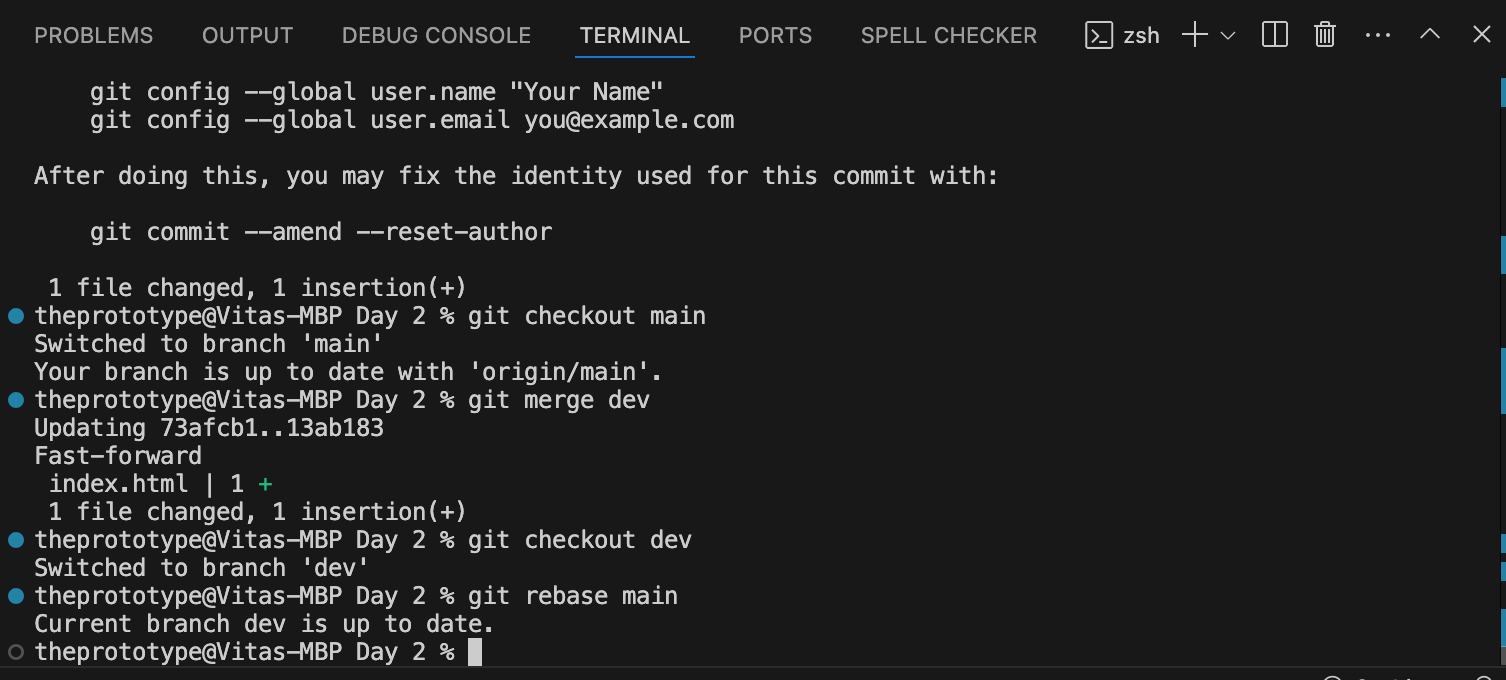 PROBLEMS OUTPUT DEBUG CONSOLE TERMINAL PORTS SPELL CHECKER zsh
git config --global user.name "Your Name"
git config --global user.email you@example.com
After doing this, you may fix the identity used for this commit with:
git commit --amend --reset-author
1 file changed, 1 insertion(+)
theprototype@Vitas-MBP Day 2 % git checkout main
Switched to branch 'main'
Your branch is up to date with 'origin/main'.
theprototype@Vitas-MBP Day 2 % git merge dev
Updating 73afcb1..13ab183
Fast-forward
index.html | 1 +
1 file changed, 1 insertion(+)
theprototype@Vitas-MBP Day 2 % git checkout dev
Switched to branch 'dev'
theprototype@Vitas-MBP Day 2 % git rebase main
Current branch dev is up to date.
theprototype@Vitas-MBP Day 2 %